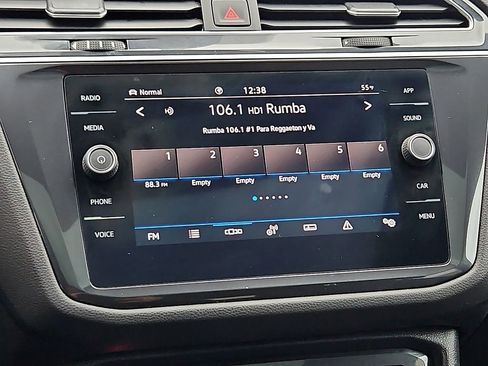 RADIO
MEDIA
PHONE
VOICE
Normal 12:38 55°F
106.1 HD1 Rumba
Rumba 106.1 #1 Para Reggaeton y Va
1 2 3 4 5 6
88.3 FM Empty Empty Empty Empty Empty
FM
APP
SOUND
CAR
MENU